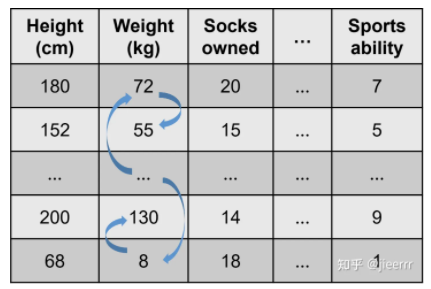 Height (cm) Weight (kg) Socks owned ... Sports ability
180 72 20 ... 7
152 55 15 ... 5
... ... ... ... ...
200 130 14 ... 9
68 8 18 ... 1
知乎 @jeerrr